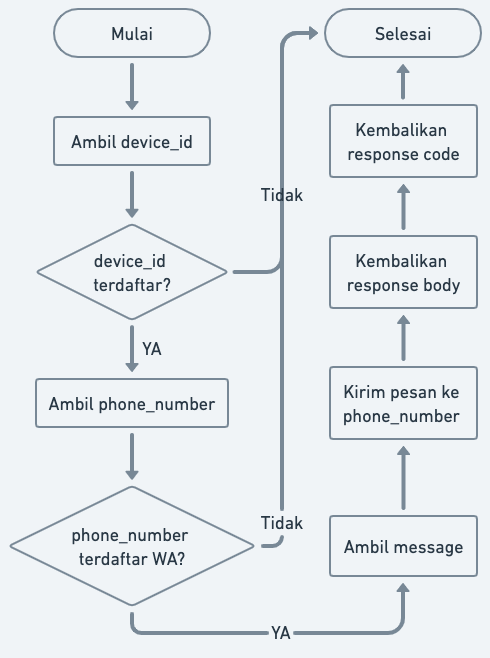 Mulai
Ambil device_id
device_id
terdaftar?
Tidak
YA
Ambil phone_number
phone_number
terdaftar WA?
Tidak
YA
Ambil message
Kirim pesan ke
phone_number
Kembalikan
response body
Kembalikan
response code
Selesai